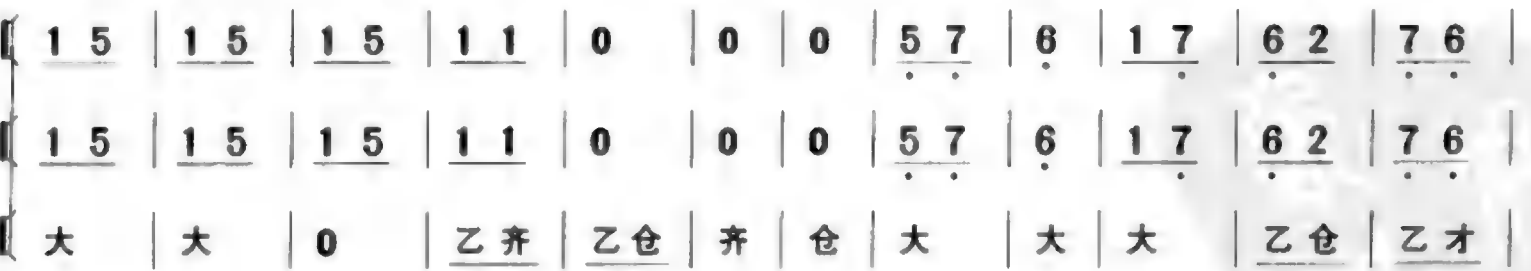 1 5 | 1 5 | 1 5 | 1 1 | 0 | 0 | 0 | 5̣ 7̣ | 6̣ | 1 7̣ | 6̣ 2 | 7̣ 6̣ |
1 5 | 1 5 | 1 5 | 1 1 | 0 | 0 | 0 | 5̣ 7̣ | 6̣ | 1 7̣ | 6̣ 2 | 7̣ 6̣ |
大 | 大 | 0 | 乙齐 | 乙仓 | 齐 | 仓 | 大 | 大 | 大 | 乙仓 | 乙才 |